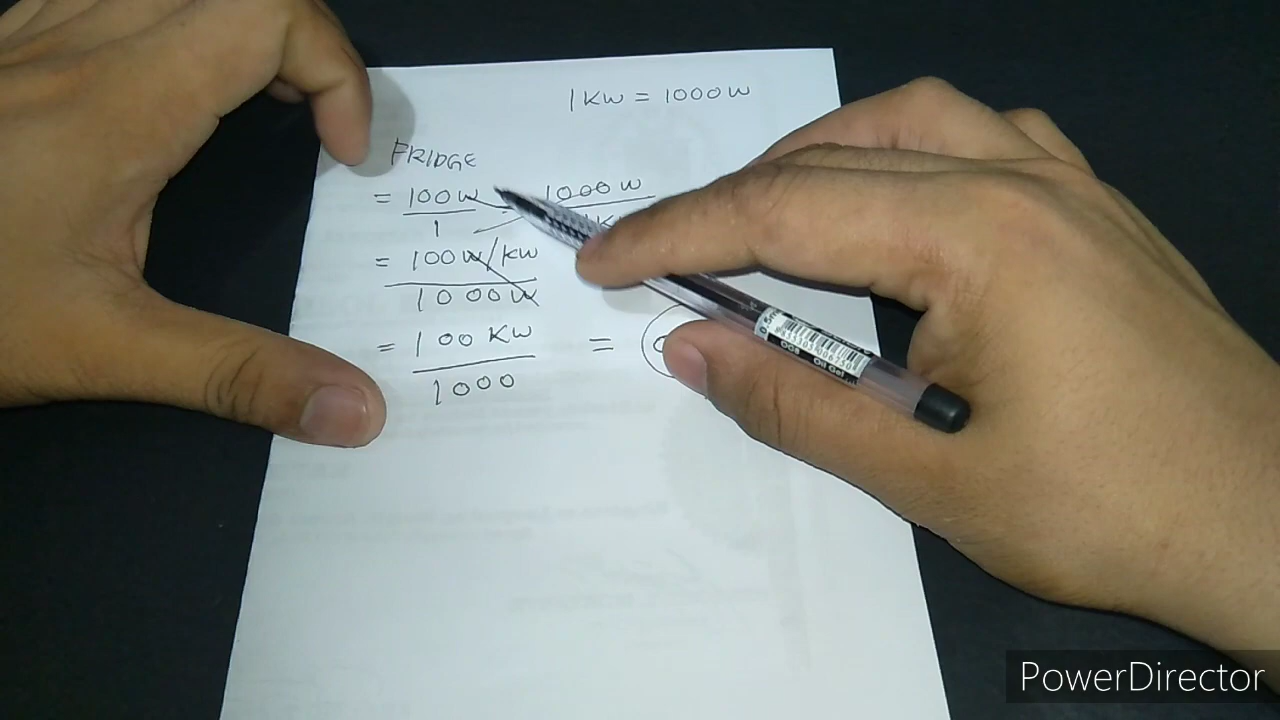 1KW = 1000W
FRIDGE
= 100W 1000W
1
= 100W/KW
1000W
= 100 KW =
1000
PowerDirector